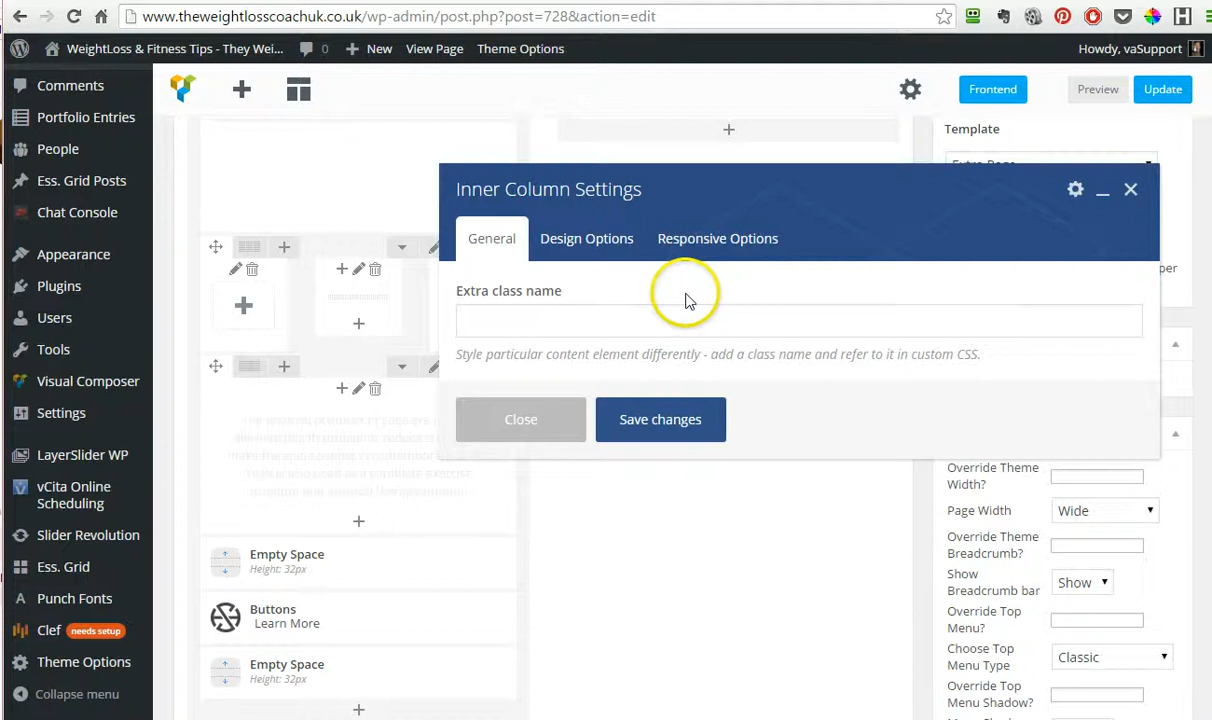 www.theweightlosscoachuk.co.uk/wp-admin/post.php?post=728&action=edit
WeightLoss & Fitness Tips - They Wei...
0
New
View Page
Theme Options
Howdy, vaSupport
Comments
Portfolio Entries
People
Ess. Grid Posts
Chat Console
Appearance
Plugins
Users
Tools
Visual Composer
Settings
LayerSlider WP
vCita Online
Scheduling
Slider Revolution
Ess. Grid
Punch Fonts
Clef needs setup
Theme Options
Collapse menu
Frontend
Preview
Update
Template
Inner Column Settings
General
Design Options
Responsive Options
Extra class name
Style particular content element differently - add a class name and refer to it in custom CSS.
Close
Save changes
Empty Space
Height: 32px
Buttons
Learn More
Empty Space
Height: 32px
per
Override Theme
Width?
Page Width
Wide
Override Theme
Breadcrumb?
Show
Breadcrumb bar
Show
Override Top
Menu?
Choose Top
Menu Type
Classic
Override Top
Menu Shadow?